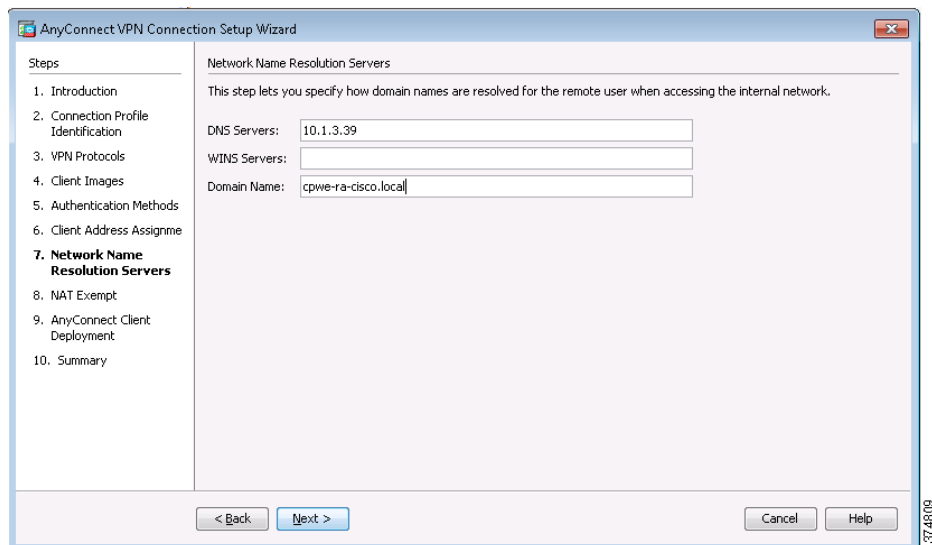 AnyConnect VPN Connection Setup Wizard
Steps
1. Introduction
2. Connection Profile
Identification
3. VPN Protocols
4. Client Images
5. Authentication Methods
6. Client Address Assignme
7. Network Name
Resolution Servers
8. NAT Exempt
9. AnyConnect Client
Deployment
10. Summary
Network Name Resolution Servers
This step lets you specify how domain names are resolved for the remote user when accessing the internal network.
DNS Servers: 10.1.3.39
WINS Servers:
Domain Name: cpwe-ra-cisco.local
< Back Next > Cancel Help
374809